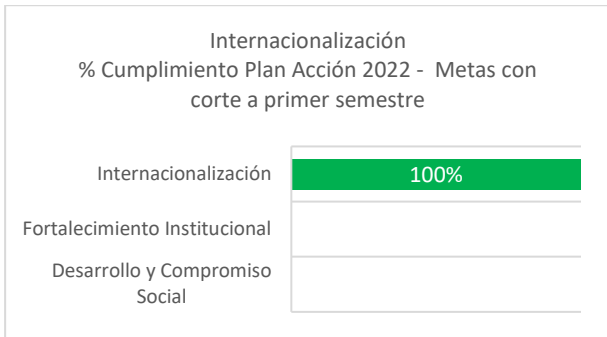 Internacionalización
% Cumplimiento Plan Acción 2022 - Metas con
corte a primer semestre
Internacionalización
100%
Fortalecimiento Institucional
Desarrollo y Compromiso
Social